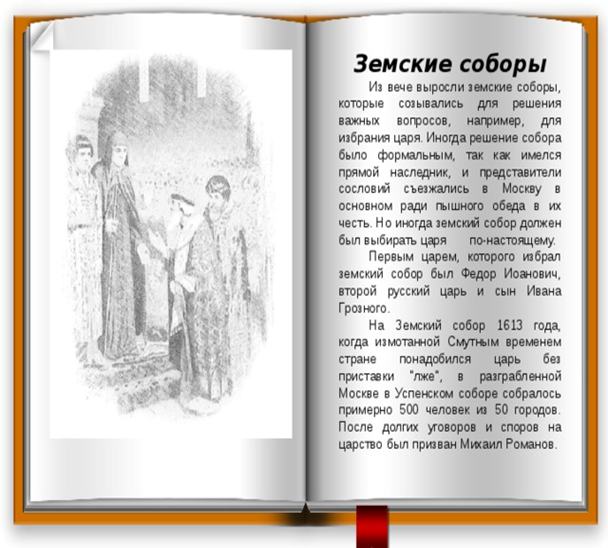 Земские соборы
Из вече выросли земские соборы,
которые созывались для решения
важных вопросов, например, для
избрания царя. Иногда решение собора
было формальным, так как имелся
прямой наследник, и представители
сословий съезжались в Москву в
основном ради пышного обеда в их
честь. Но иногда земский собор должен
был выбирать царя по-настоящему.
Первым царем, которого избрал
земский собор был Федор Иоанович,
второй русский царь и сын Ивана
Грозного.
На Земский собор 1613 года,
когда измотанной Смутным временем
стране понадобился царь без
приставки "лже", в разграбленной
Москве в Успенском соборе собралось
примерно 500 человек из 50 городов.
После долгих уговоров и споров на
царство был призван Михаил Романов.